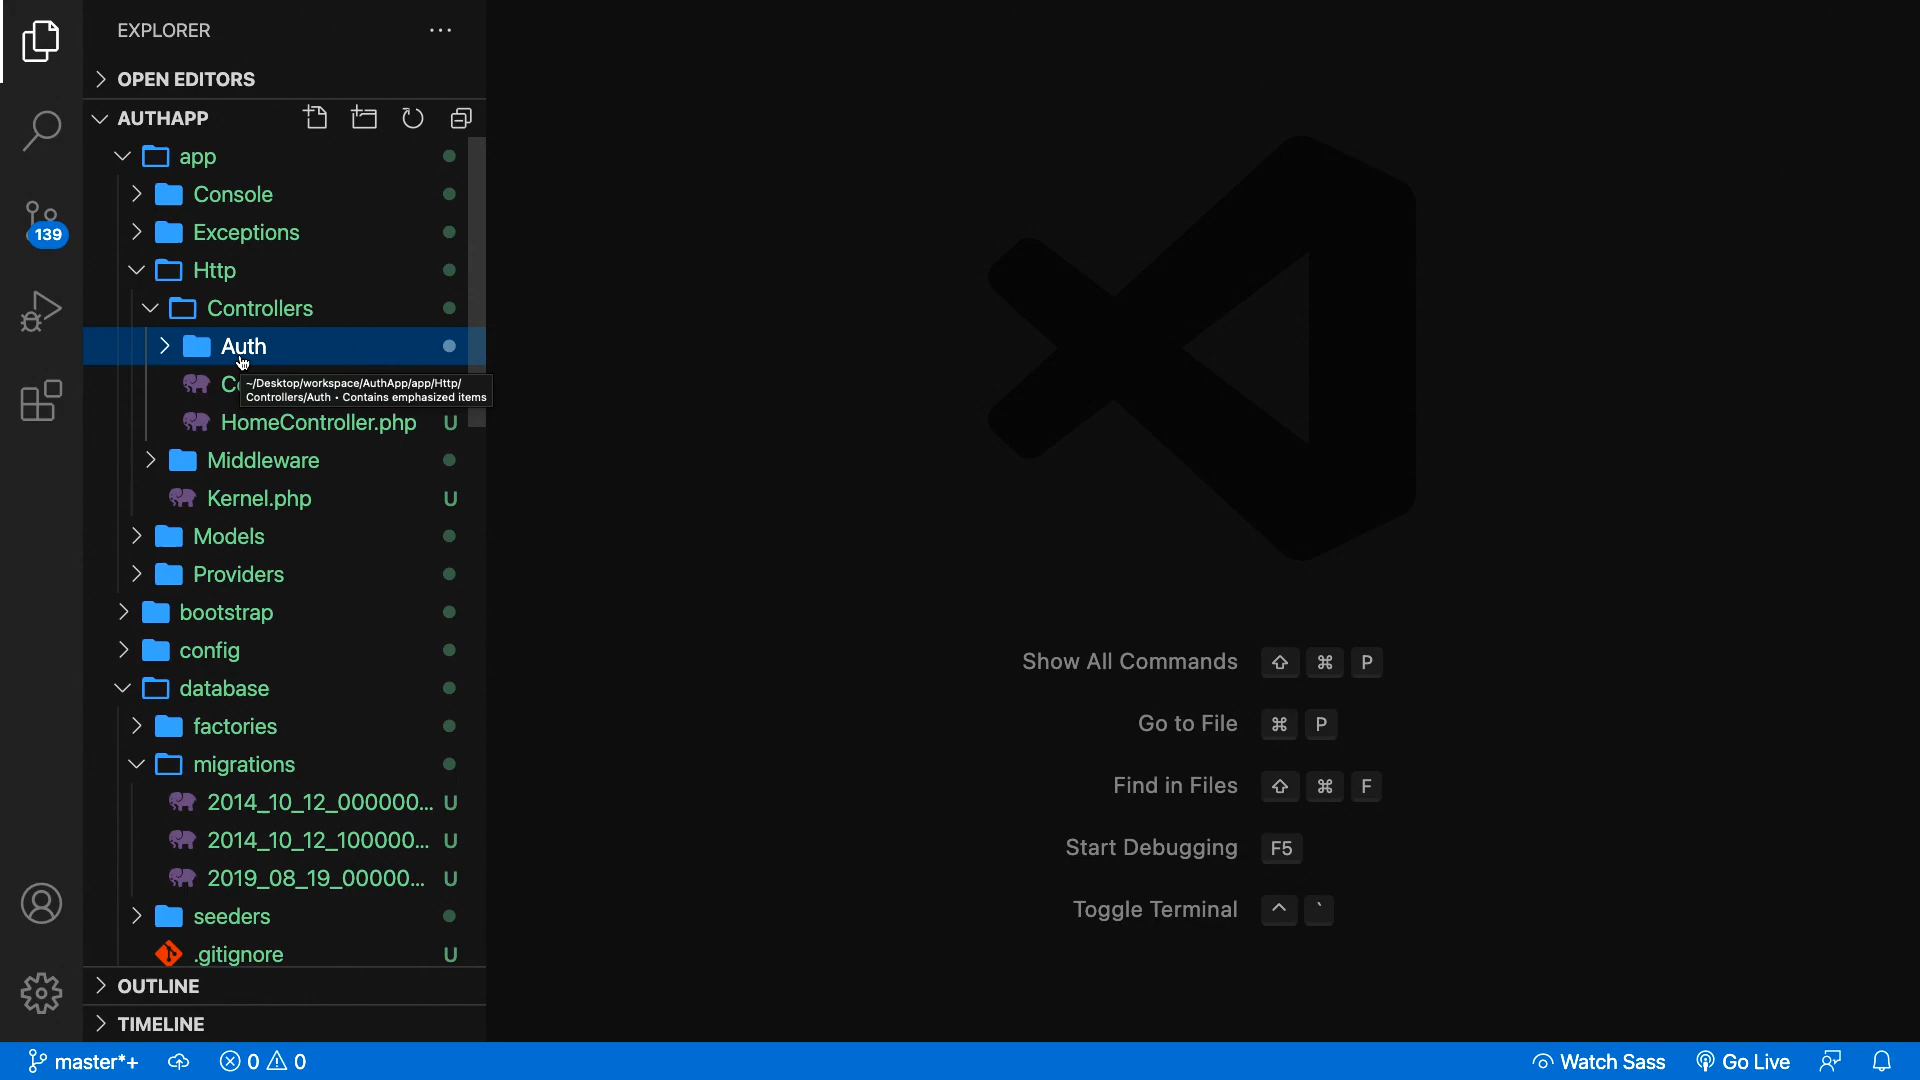 EXPLORER
OPEN EDITORS
AUTHAPP
app
Console
Exceptions
Http
Controllers
Auth
~/Desktop/workspace/AuthApp/app/Http/
Controllers/Auth • Contains emphasized items
HomeController.php U
Middleware
Kernel.php U
Models
Providers
bootstrap
config
database
factories
migrations
2014_10_12_000000... U
2014_10_12_100000... U
2019_08_19_00000... U
seeders
.gitignore U
OUTLINE
TIMELINE
139
Show All Commands ⇧ ⌘ P
Go to File ⌘ P
Find in Files ⇧ ⌘ F
Start Debugging F5
Toggle Terminal ^ `
master*+ 0 0
Watch Sass Go Live